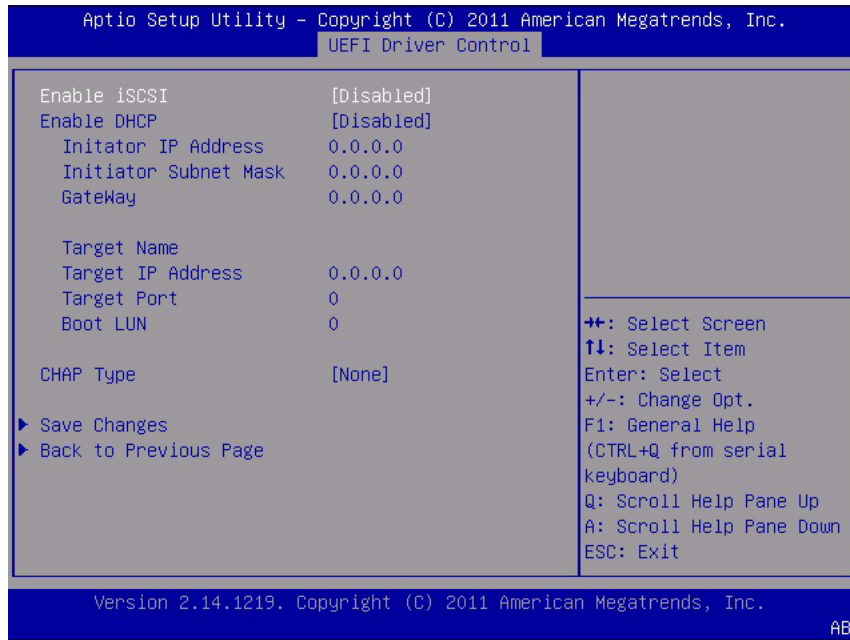 Aptio Setup Utility – Copyright (C) 2011 American Megatrends, Inc.
UEFI Driver Control
Enable iSCSI [Disabled]
Enable DHCP [Disabled]
Initator IP Address 0.0.0.0
Initiator Subnet Mask 0.0.0.0
GateWay 0.0.0.0
Target Name
Target IP Address 0.0.0.0
Target Port 0
Boot LUN 0
CHAP Type [None]
▶ Save Changes
▶ Back to Previous Page
→←: Select Screen
↑↓: Select Item
Enter: Select
+/-: Change Opt.
F1: General Help
(CTRL+Q from serial
keyboard)
Q: Scroll Help Pane Up
A: Scroll Help Pane Down
ESC: Exit
Version 2.14.1219. Copyright (C) 2011 American Megatrends, Inc.
AB